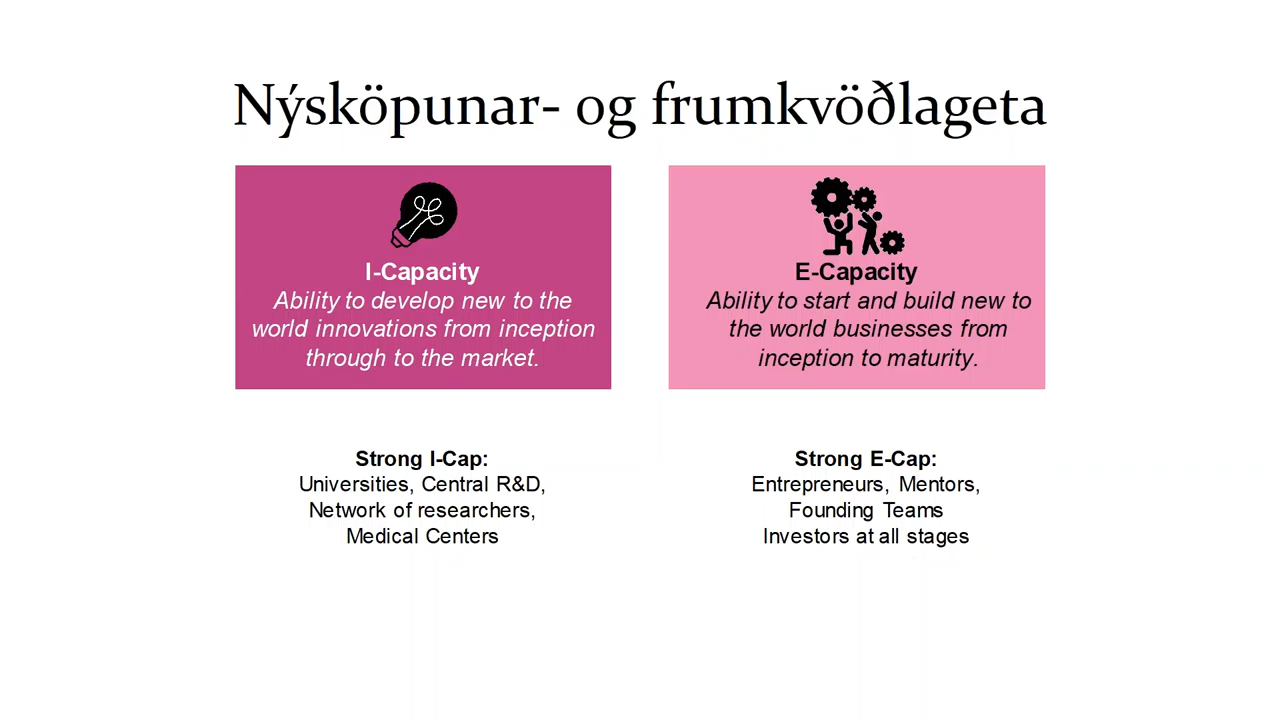 Nýsköpunar- og frumkvöðlageta
I-Capacity
Ability to develop new to the
world innovations from inception
through to the market.
E-Capacity
Ability to start and build new to
the world businesses from
inception to maturity.
Strong I-Cap:
Universities, Central R&D,
Network of researchers,
Medical Centers
Strong E-Cap:
Entrepreneurs, Mentors,
Founding Teams
Investors at all stages